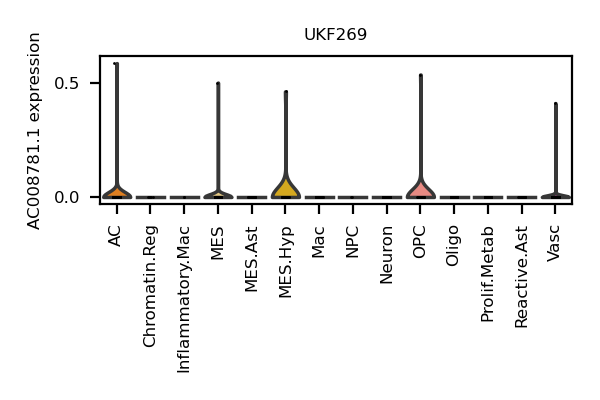 UKF269
AC008781.1 expression
0.5
0.0
AC
Chromatin.Reg
Inflammatory.Mac
MES
MES.Ast
MES.Hyp
Mac
NPC
Neuron
OPC
Oligo
Prolif.Metab
Reactive.Ast
Vasc